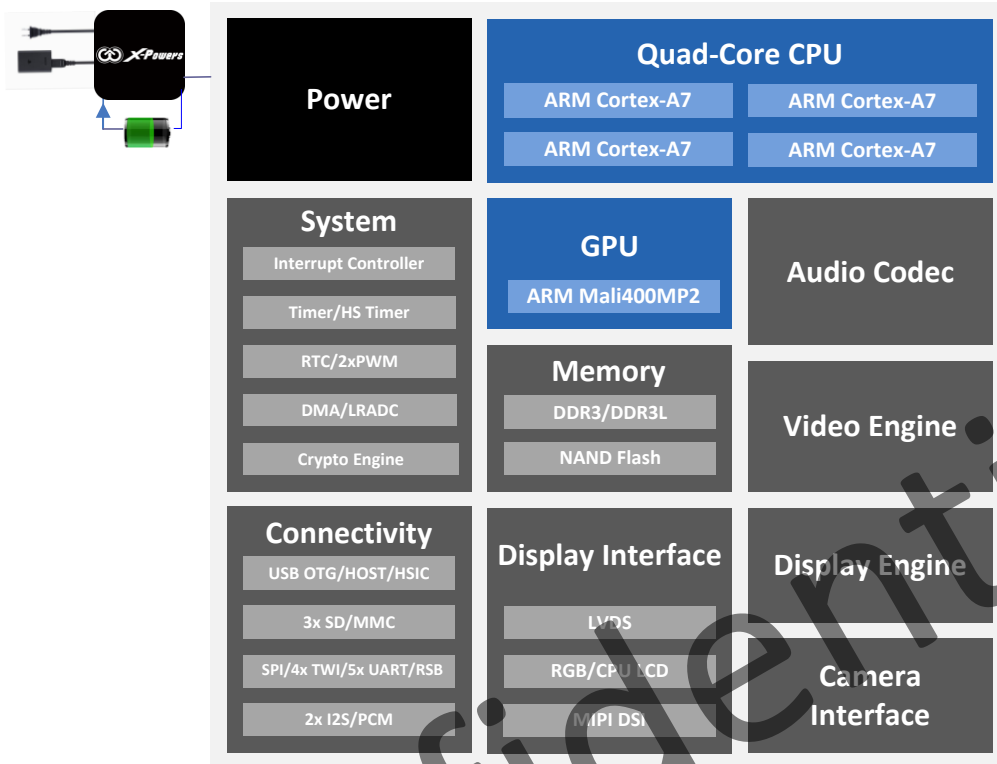 X-Powers
Power
Quad-Core CPU
ARM Cortex-A7
ARM Cortex-A7
ARM Cortex-A7
ARM Cortex-A7
System
Interrupt Controller
Timer/HS Timer
RTC/2xPWM
DMA/LRADC
Crypto Engine
GPU
ARM Mali400MP2
Audio Codec
Memory
DDR3/DDR3L
NAND Flash
Video Engine
Connectivity
USB OTG/HOST/HSIC
3x SD/MMC
SPI/4x TWI/5x UART/RSB
2x I2S/PCM
Display Interface
LVDS
RGB/CPU LCD
MIPI DSI
Display Engine
Camera
Interface
fidenti